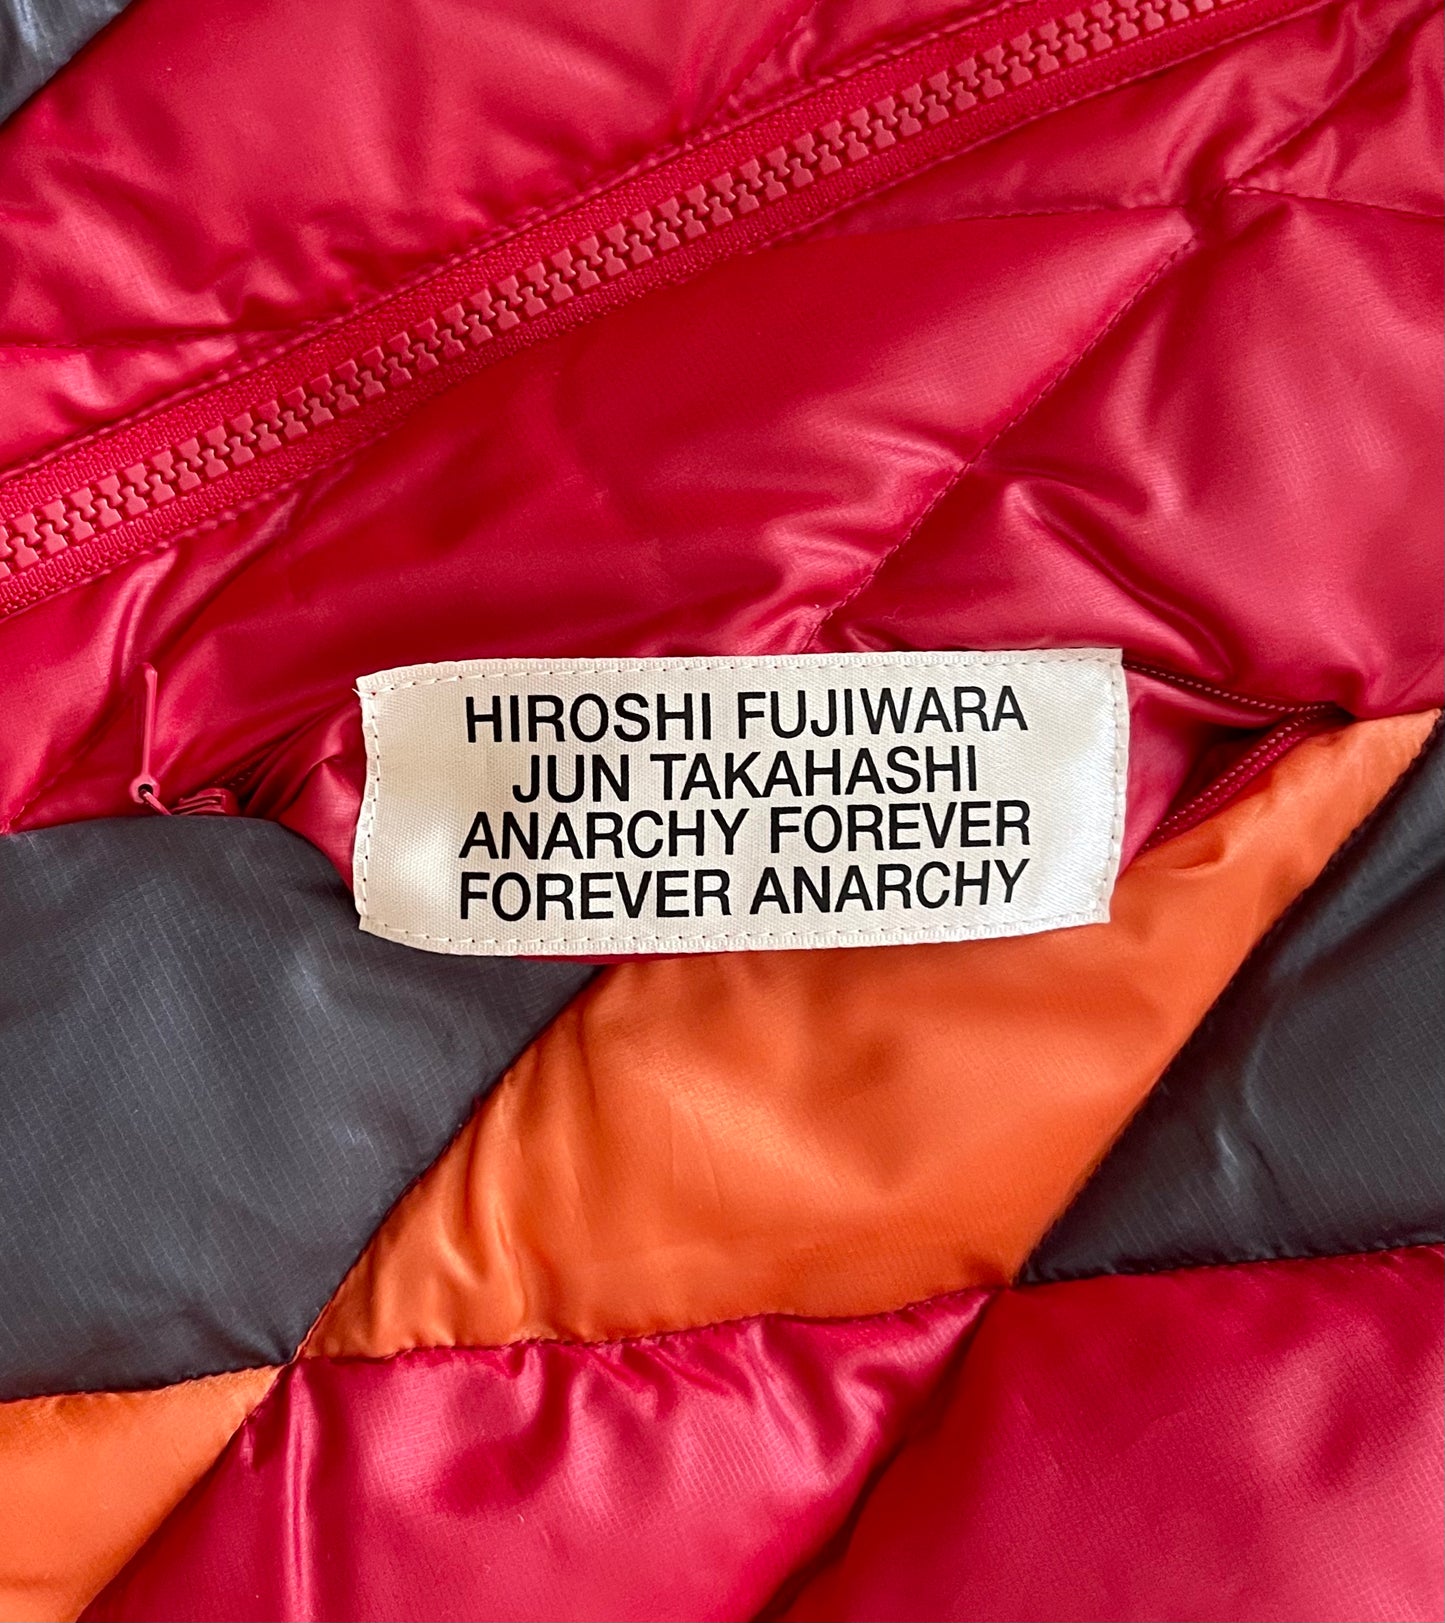 HIROSHI FUJIWARA
JUN TAKAHASHI
ANARCHY FOREVER
FOREVER ANARCHY